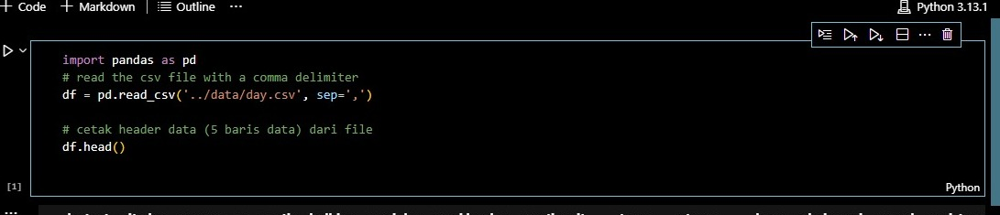 + Code + Markdown Outline ... Python 3.13.1
import pandas as pd
# read the csv file with a comma delimiter
df = pd.read_csv('../data/day.csv', sep=',')
# cetak header data (5 baris data) dari file
df.head()
[1] Python